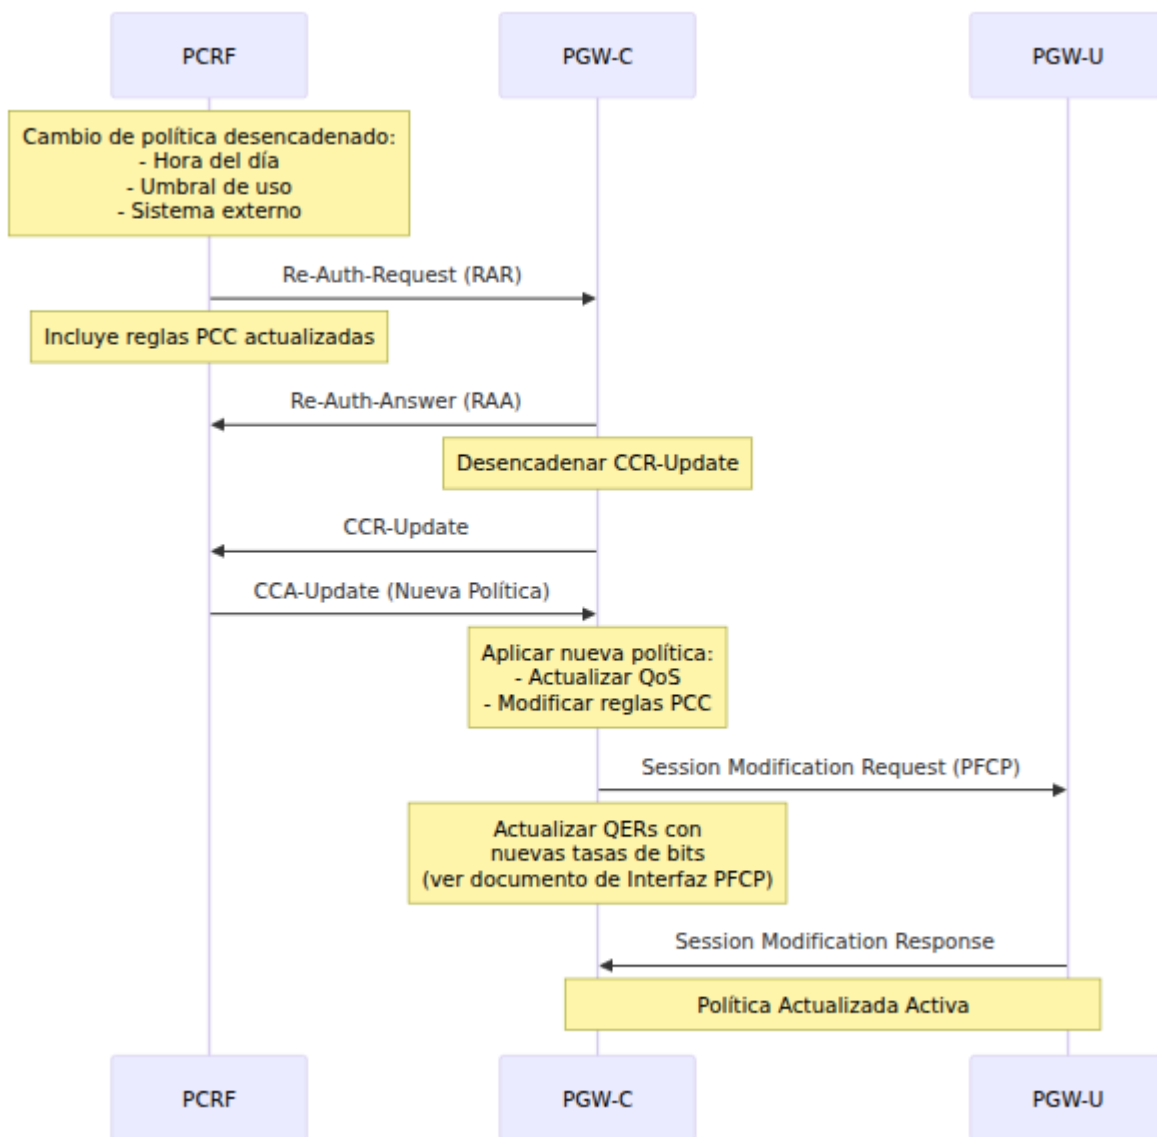 PCRF
PGW-C
PGW-U
Cambio de política desencadenado:
- Hora del día
- Umbral de uso
- Sistema externo
Re-Auth-Request (RAR)
Incluye reglas PCC actualizadas
Re-Auth-Answer (RAA)
Desencadenar CCR-Update
CCR-Update
CCA-Update (Nueva Política)
Aplicar nueva política:
- Actualizar QoS
- Modificar reglas PCC
Session Modification Request (PFCP)
Actualizar QERs con
nuevas tasas de bits
(ver documento de Interfaz PFCP)
Session Modification Response
Política Actualizada Activa
PCRF
PGW-C
PGW-U